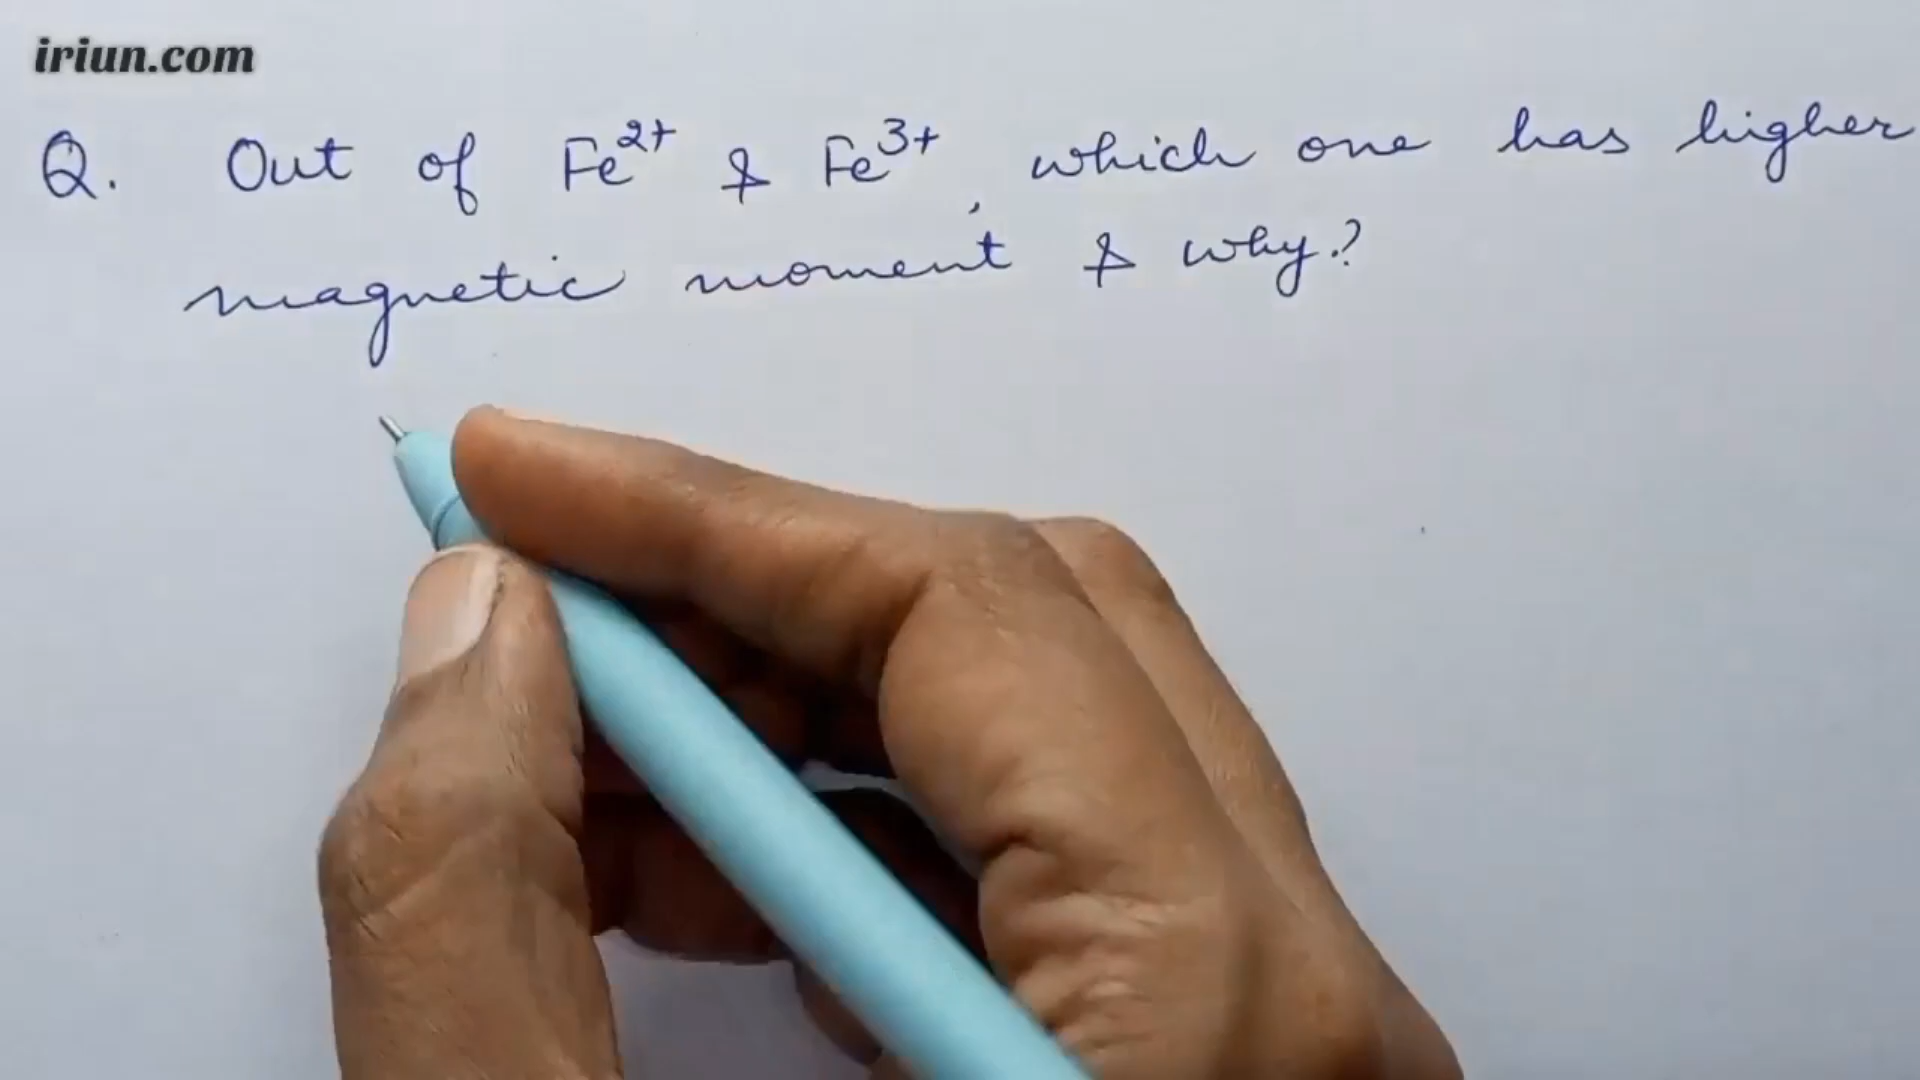 iriun.com
Q. Out of Fe²⁺ & Fe³⁺, which one has higher
magnetic moment & why?